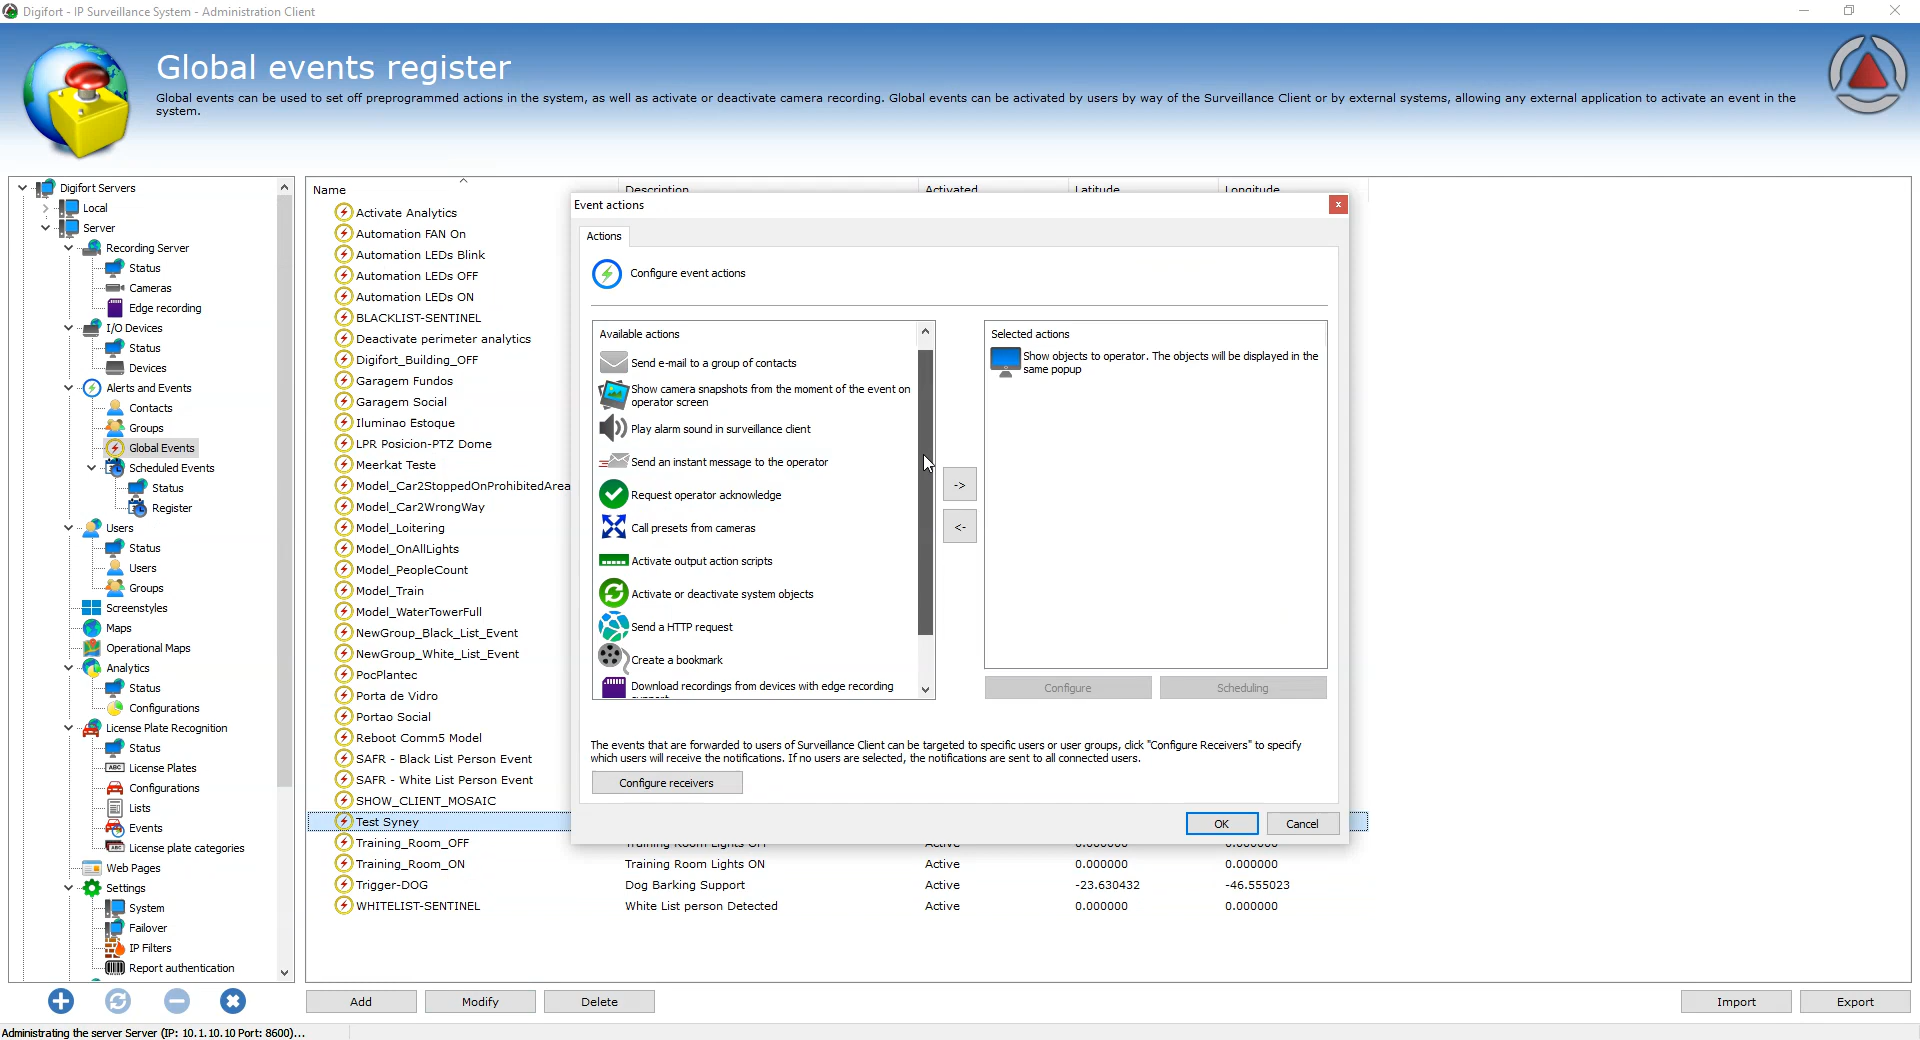 Digifort - IP Surveillance System - Administration Client
Global events register
Global events can be used to set off preprogrammed actions in the system, as well as activate or deactivate camera recording. Global events can be activated by users by way of the Surveillance Client or by external systems, allowing any external application to activate an event in the
system.
Digifort Servers
Local
Server
Recording Server
Status
Cameras
Edge recording
I/O Devices
Status
Devices
Alerts and Events
Contacts
Groups
Global Events
Scheduled Events
Status
Register
Users
Status
Users
Groups
Screenstyles
Maps
Operational Maps
Analytics
Status
Configurations
License Plate Recognition
Status
ABC License Plates
Configurations
Lists
Events
ABC License plate categories
Web Pages
Settings
System
Failover
IP Filters
Report authentication
Name Description Activated Latitude Longitude
Activate Analytics
Automation FAN On
Automation LEDs Blink
Automation LEDs OFF
Automation LEDs ON
BLACKLIST-SENTINEL
Deactivate perimeter analytics
Digifort_Building_OFF
Garagem Fundos
Garagem Social
Iluminao Estoque
LPR Posicion-PTZ Dome
Meerkat Teste
Model_Car2StoppedOnProhibitedArea
Model_Car2WrongWay
Model_Loitering
Model_OnAllLights
Model_PeopleCount
Model_Train
Model_WaterTowerFull
NewGroup_Black_List_Event
NewGroup_White_List_Event
PocPlantec
Porta de Vidro
Portao Social
Reboot Comm5 Model
SAFR - Black List Person Event
SAFR - White List Person Event
SHOW_CLIENT_MOSAIC
Test Syney
Training_Room_OFF Training Room Lights OFF Active 0.000000 0.000000
Training_Room_ON Training Room Lights ON Active 0.000000 0.000000
Trigger-DOG Dog Barking Support Active -23.630432 -46.555023
WHITELIST-SENTINEL White List person Detected Active 0.000000 0.000000
Event actions
x
Actions
Configure event actions
Available actions
Send e-mail to a group of contacts
Show camera snapshots from the moment of the event on
operator screen
Play alarm sound in surveillance client
Send an instant message to the operator
Request operator acknowledge
Call presets from cameras
Activate output action scripts
Activate or deactivate system objects
Send a HTTP request
Create a bookmark
Download recordings from devices with edge recording
->
<-
Selected actions
Show objects to operator. The objects will be displayed in the
same popup
Configure Scheduling
The events that are forwarded to users of Surveillance Client can be targeted to specific users or user groups, click "Configure Receivers" to specify
which users will receive the notifications. If no users are selected, the notifications are sent to all connected users.
Configure receivers
OK Cancel
Add Modify Delete Import Export
Administrating the server Server (IP: 10.1.10.10 Port: 8600)...